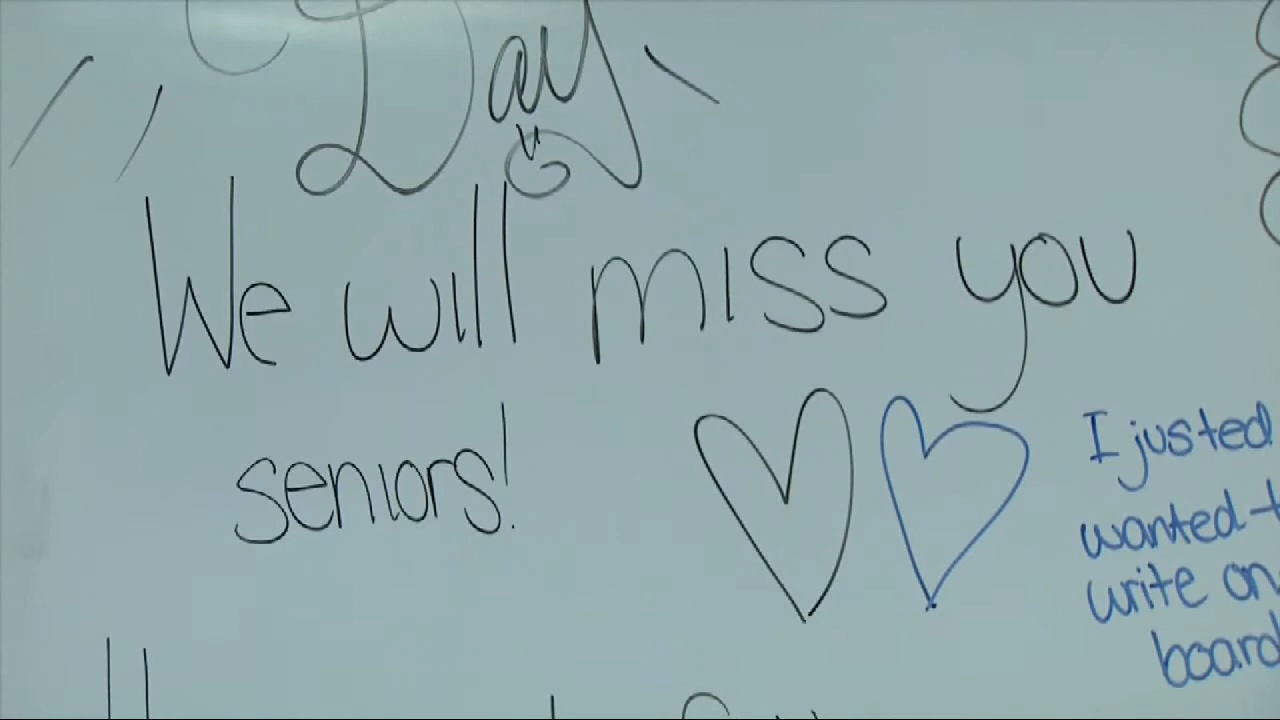 Day
We will miss you
seniors!
I justed
wanted
write on
board